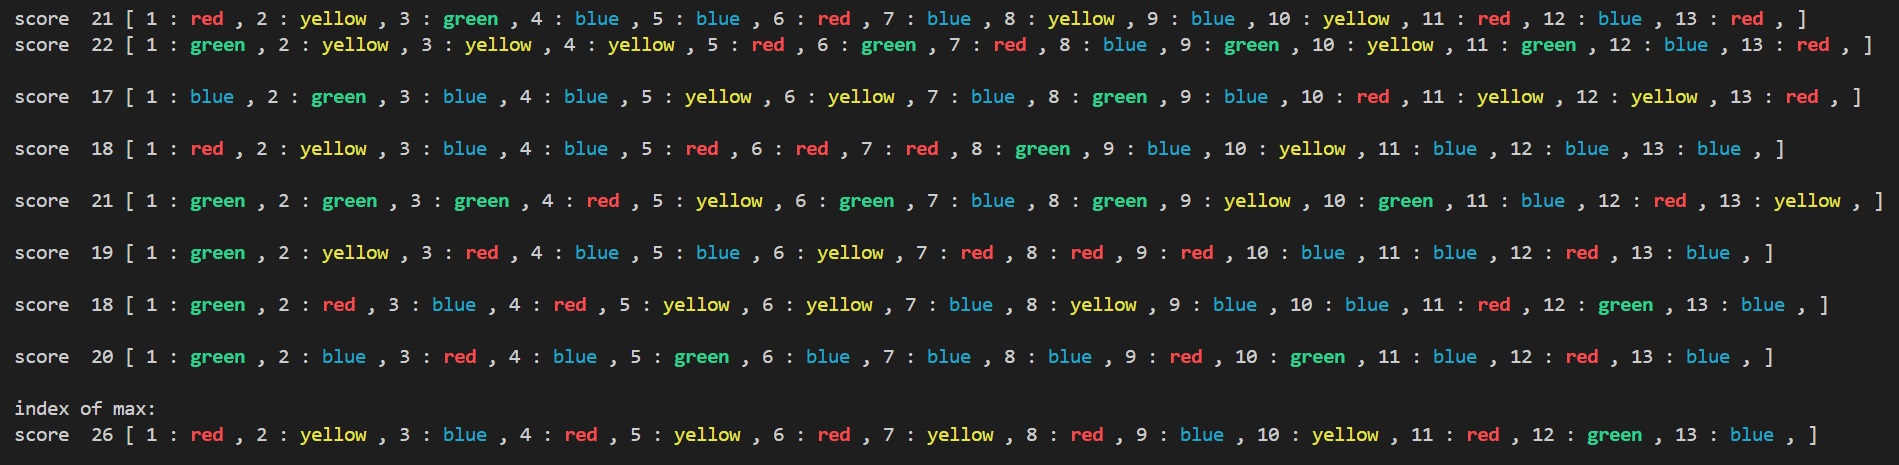 score  21 [ 1 : red , 2 : yellow , 3 : green , 4 : blue , 5 : blue , 6 : red , 7 : blue , 8 : yellow , 9 : blue , 10 : yellow , 11 : red , 12 : blue , 13 : red , ]
score  22 [ 1 : green , 2 : yellow , 3 : yellow , 4 : yellow , 5 : red , 6 : green , 7 : red , 8 : blue , 9 : green , 10 : yellow , 11 : green , 12 : blue , 13 : red , ]
score  17 [ 1 : blue , 2 : green , 3 : blue , 4 : blue , 5 : yellow , 6 : yellow , 7 : blue , 8 : green , 9 : blue , 10 : red , 11 : yellow , 12 : yellow , 13 : red , ]
score  18 [ 1 : red , 2 : yellow , 3 : blue , 4 : blue , 5 : red , 6 : red , 7 : red , 8 : green , 9 : blue , 10 : yellow , 11 : blue , 12 : blue , 13 : blue , ]
score  21 [ 1 : green , 2 : green , 3 : green , 4 : red , 5 : yellow , 6 : green , 7 : blue , 8 : green , 9 : yellow , 10 : green , 11 : blue , 12 : red , 13 : yellow , ]
score  19 [ 1 : green , 2 : yellow , 3 : red , 4 : blue , 5 : blue , 6 : yellow , 7 : red , 8 : red , 9 : red , 10 : blue , 11 : blue , 12 : red , 13 : blue , ]
score  18 [ 1 : green , 2 : red , 3 : blue , 4 : red , 5 : yellow , 6 : yellow , 7 : blue , 8 : yellow , 9 : blue , 10 : blue , 11 : red , 12 : green , 13 : blue , ]
score  20 [ 1 : green , 2 : blue , 3 : red , 4 : blue , 5 : green , 6 : blue , 7 : blue , 8 : blue , 9 : red , 10 : green , 11 : blue , 12 : red , 13 : blue , ]
index of max:
score  26 [ 1 : red , 2 : yellow , 3 : blue , 4 : red , 5 : yellow , 6 : red , 7 : yellow , 8 : red , 9 : blue , 10 : yellow , 11 : red , 12 : green , 13 : blue , ]